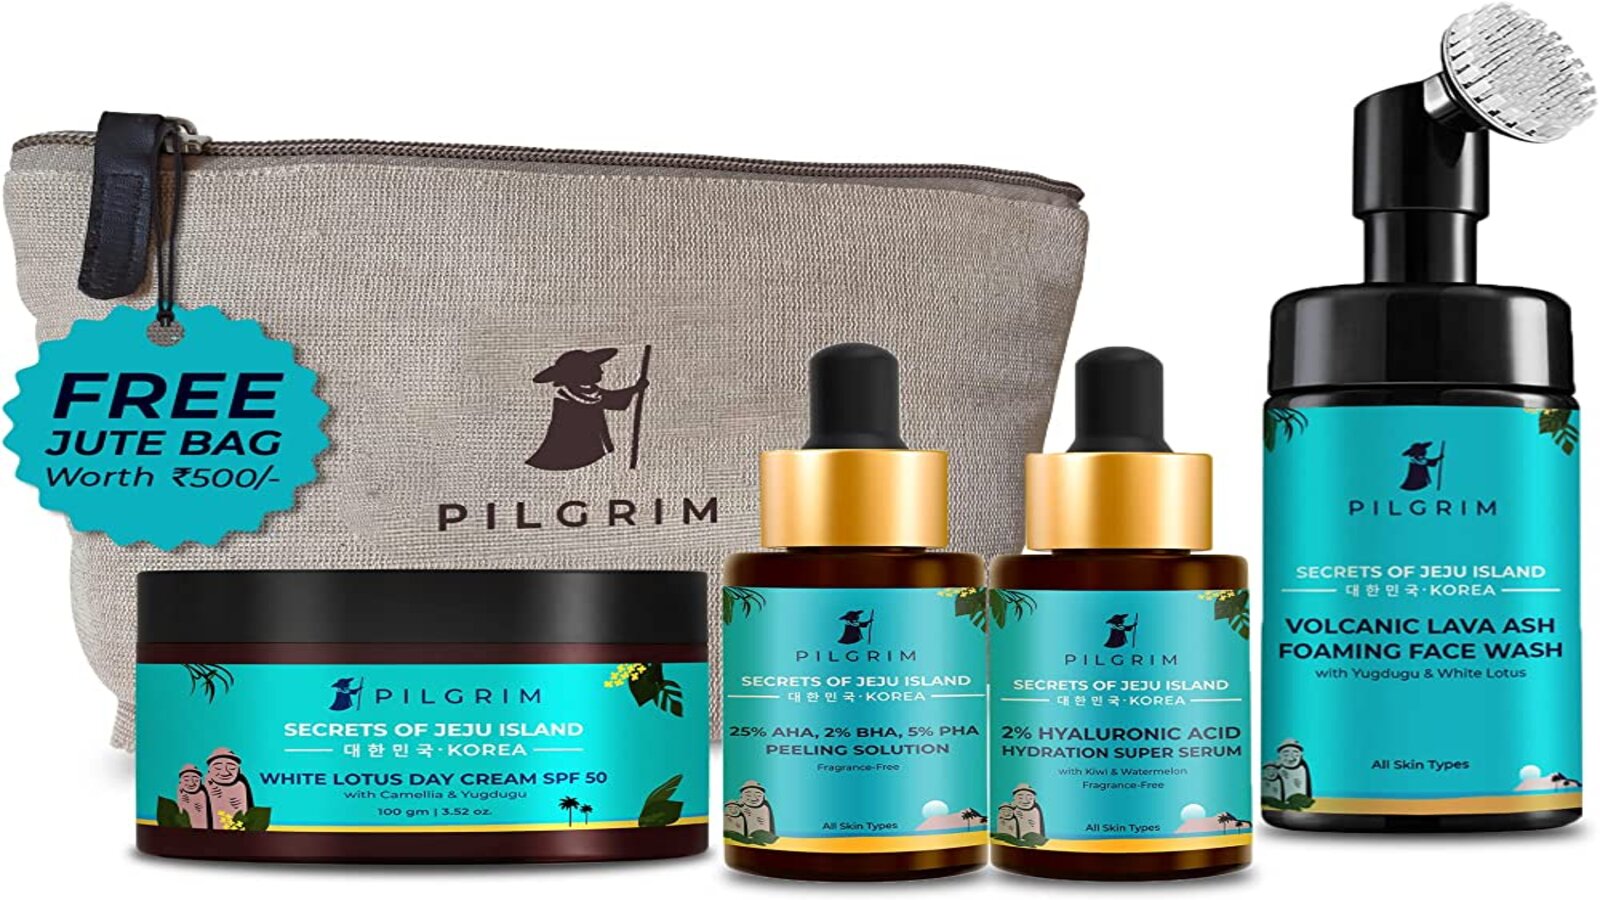 FREE
JUTE BAG
Worth ₹500/-
PILGRIM
PILGRIM
SECRETS OF JEJU ISLAND
대한민국·KOREA
WHITE LOTUS DAY CREAM SPF 50
with Camellia & Yugdugu
100 gm | 3.52 oz.
PILGRIM
SECRETS OF JEJU ISLAND
대한민국·KOREA
25% AHA, 2% BHA, 5% PHA
PEELING SOLUTION
Fragrance-Free
All Skin Types
PILGRIM
SECRETS OF JEJU ISLAND
대한민국·KOREA
2% HYALURONIC ACID
HYDRATION SUPER SERUM
with Kiwi & Watermelon
Fragrance-Free
All Skin Types
PILGRIM
SECRETS OF JEJU ISLAND
대한민국·KOREA
VOLCANIC LAVA ASH
FOAMING FACE WASH
with Yugdugu & White Lotus
All Skin Types